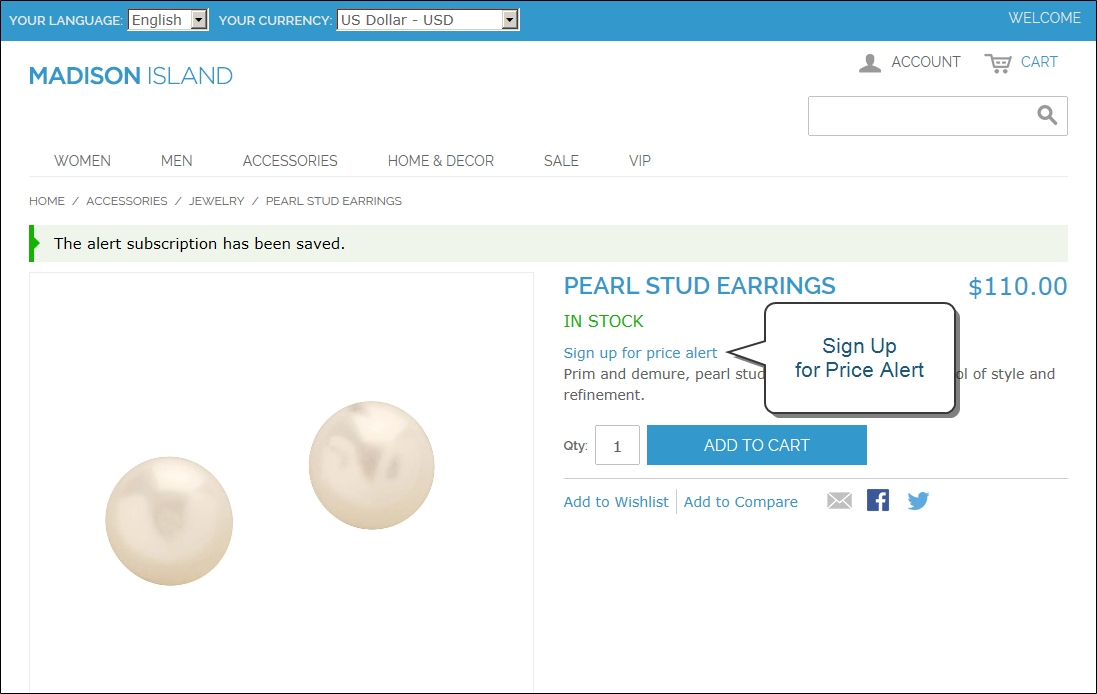 YOUR LANGUAGE: English YOUR CURRENCY: US Dollar - USD WELCOME
MADISON ISLAND
ACCOUNT CART
WOMEN MEN ACCESSORIES HOME & DECOR SALE VIP
HOME / ACCESSORIES / JEWELRY / PEARL STUD EARRINGS
The alert subscription has been saved.
PEARL STUD EARRINGS $110.00
IN STOCK
Sign up for price alert
Sign Up
for Price Alert
Prim and demure, pearl stud of style and
refinement.
Qty: 1 ADD TO CART
Add to Wishlist Add to Compare